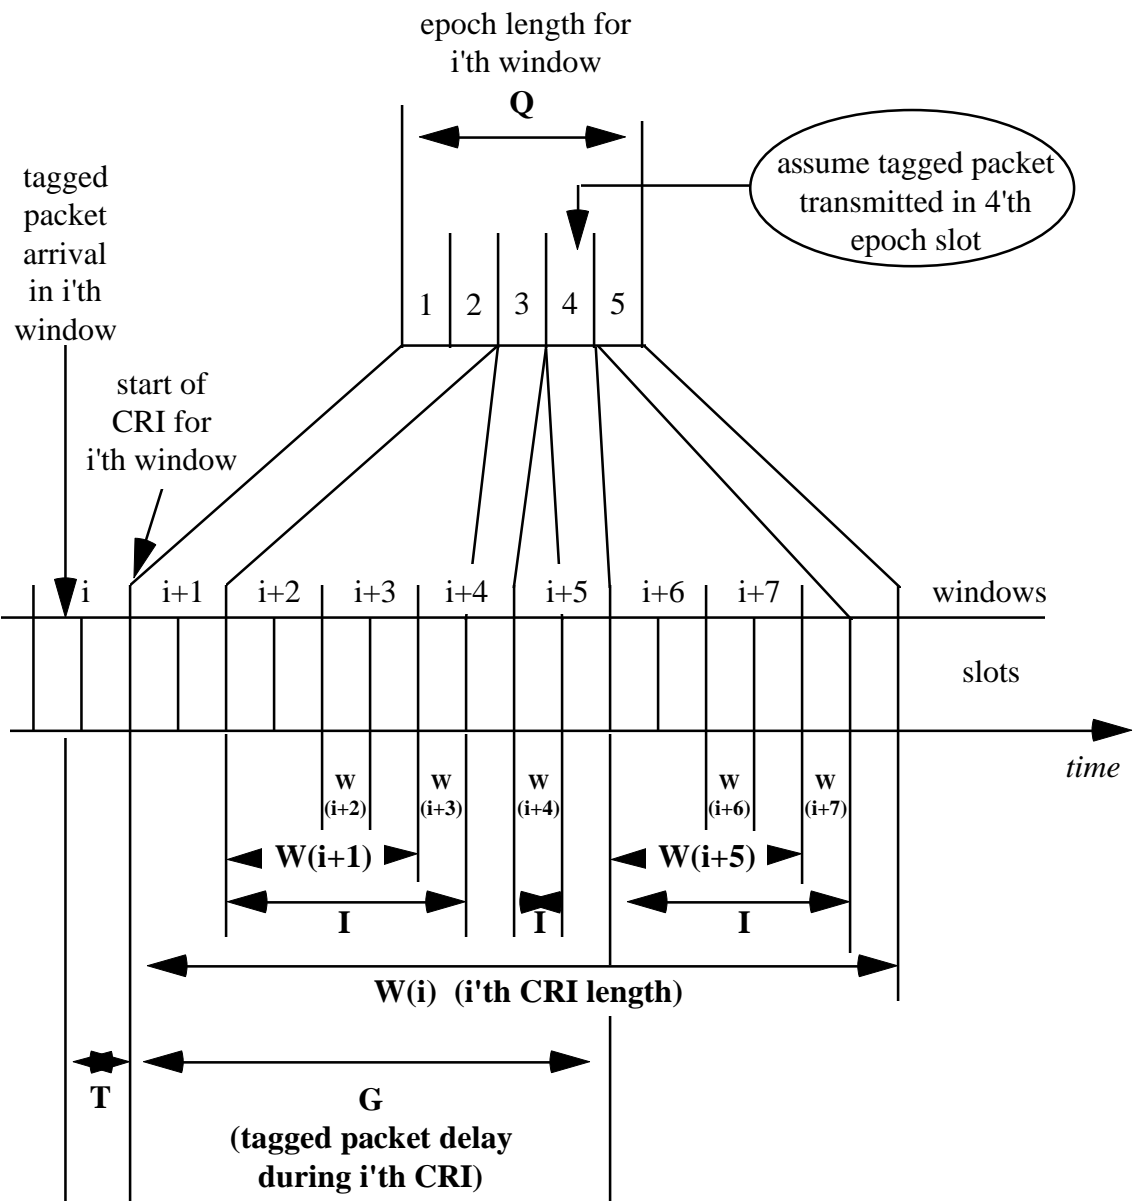 epoch length for
i'th window
Q
assume tagged packet
transmitted in 4'th
epoch slot
tagged
packet
arrival
in i'th
window
1 2 3 4 5
start of
CRI for
i'th window
i i+1 i+2 i+3 i+4 i+5 i+6 i+7 windows
slots
time
W W W W W
(i+2) (i+3) (i+4) (i+6) (i+7)
W(i+1) W(i+5)
I I I
W(i) (i'th CRI length)
T G
(tagged packet delay
during i'th CRI)